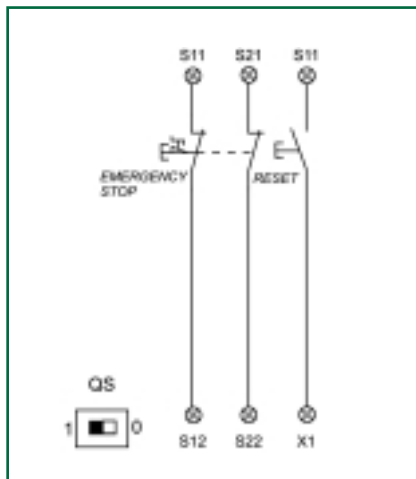 S11 S21 S11
EMERGENCY
STOP
RESET
QS
1 0
S12 S22 X1